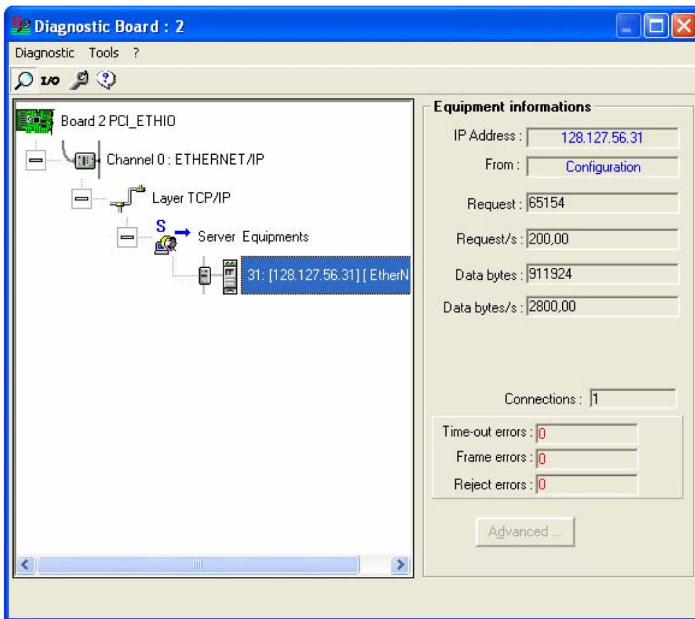 Diagnostic Board : 2
Diagnostic Tools ?
I/O
Board 2 PCI_ETHIO
Channel 0 : ETHERNET/IP
Layer TCP/IP
S
Server Equipments
31: [128.127.56.31] [ EtherN
Equipment informations
IP Address : 128.127.56.31
From : Configuration
Request : 65154
Request/s : 200,00
Data bytes : 911924
Data bytes/s : 2800,00
Connections : 1
Time-out errors : 0
Frame errors : 0
Reject errors : 0
Advanced ...